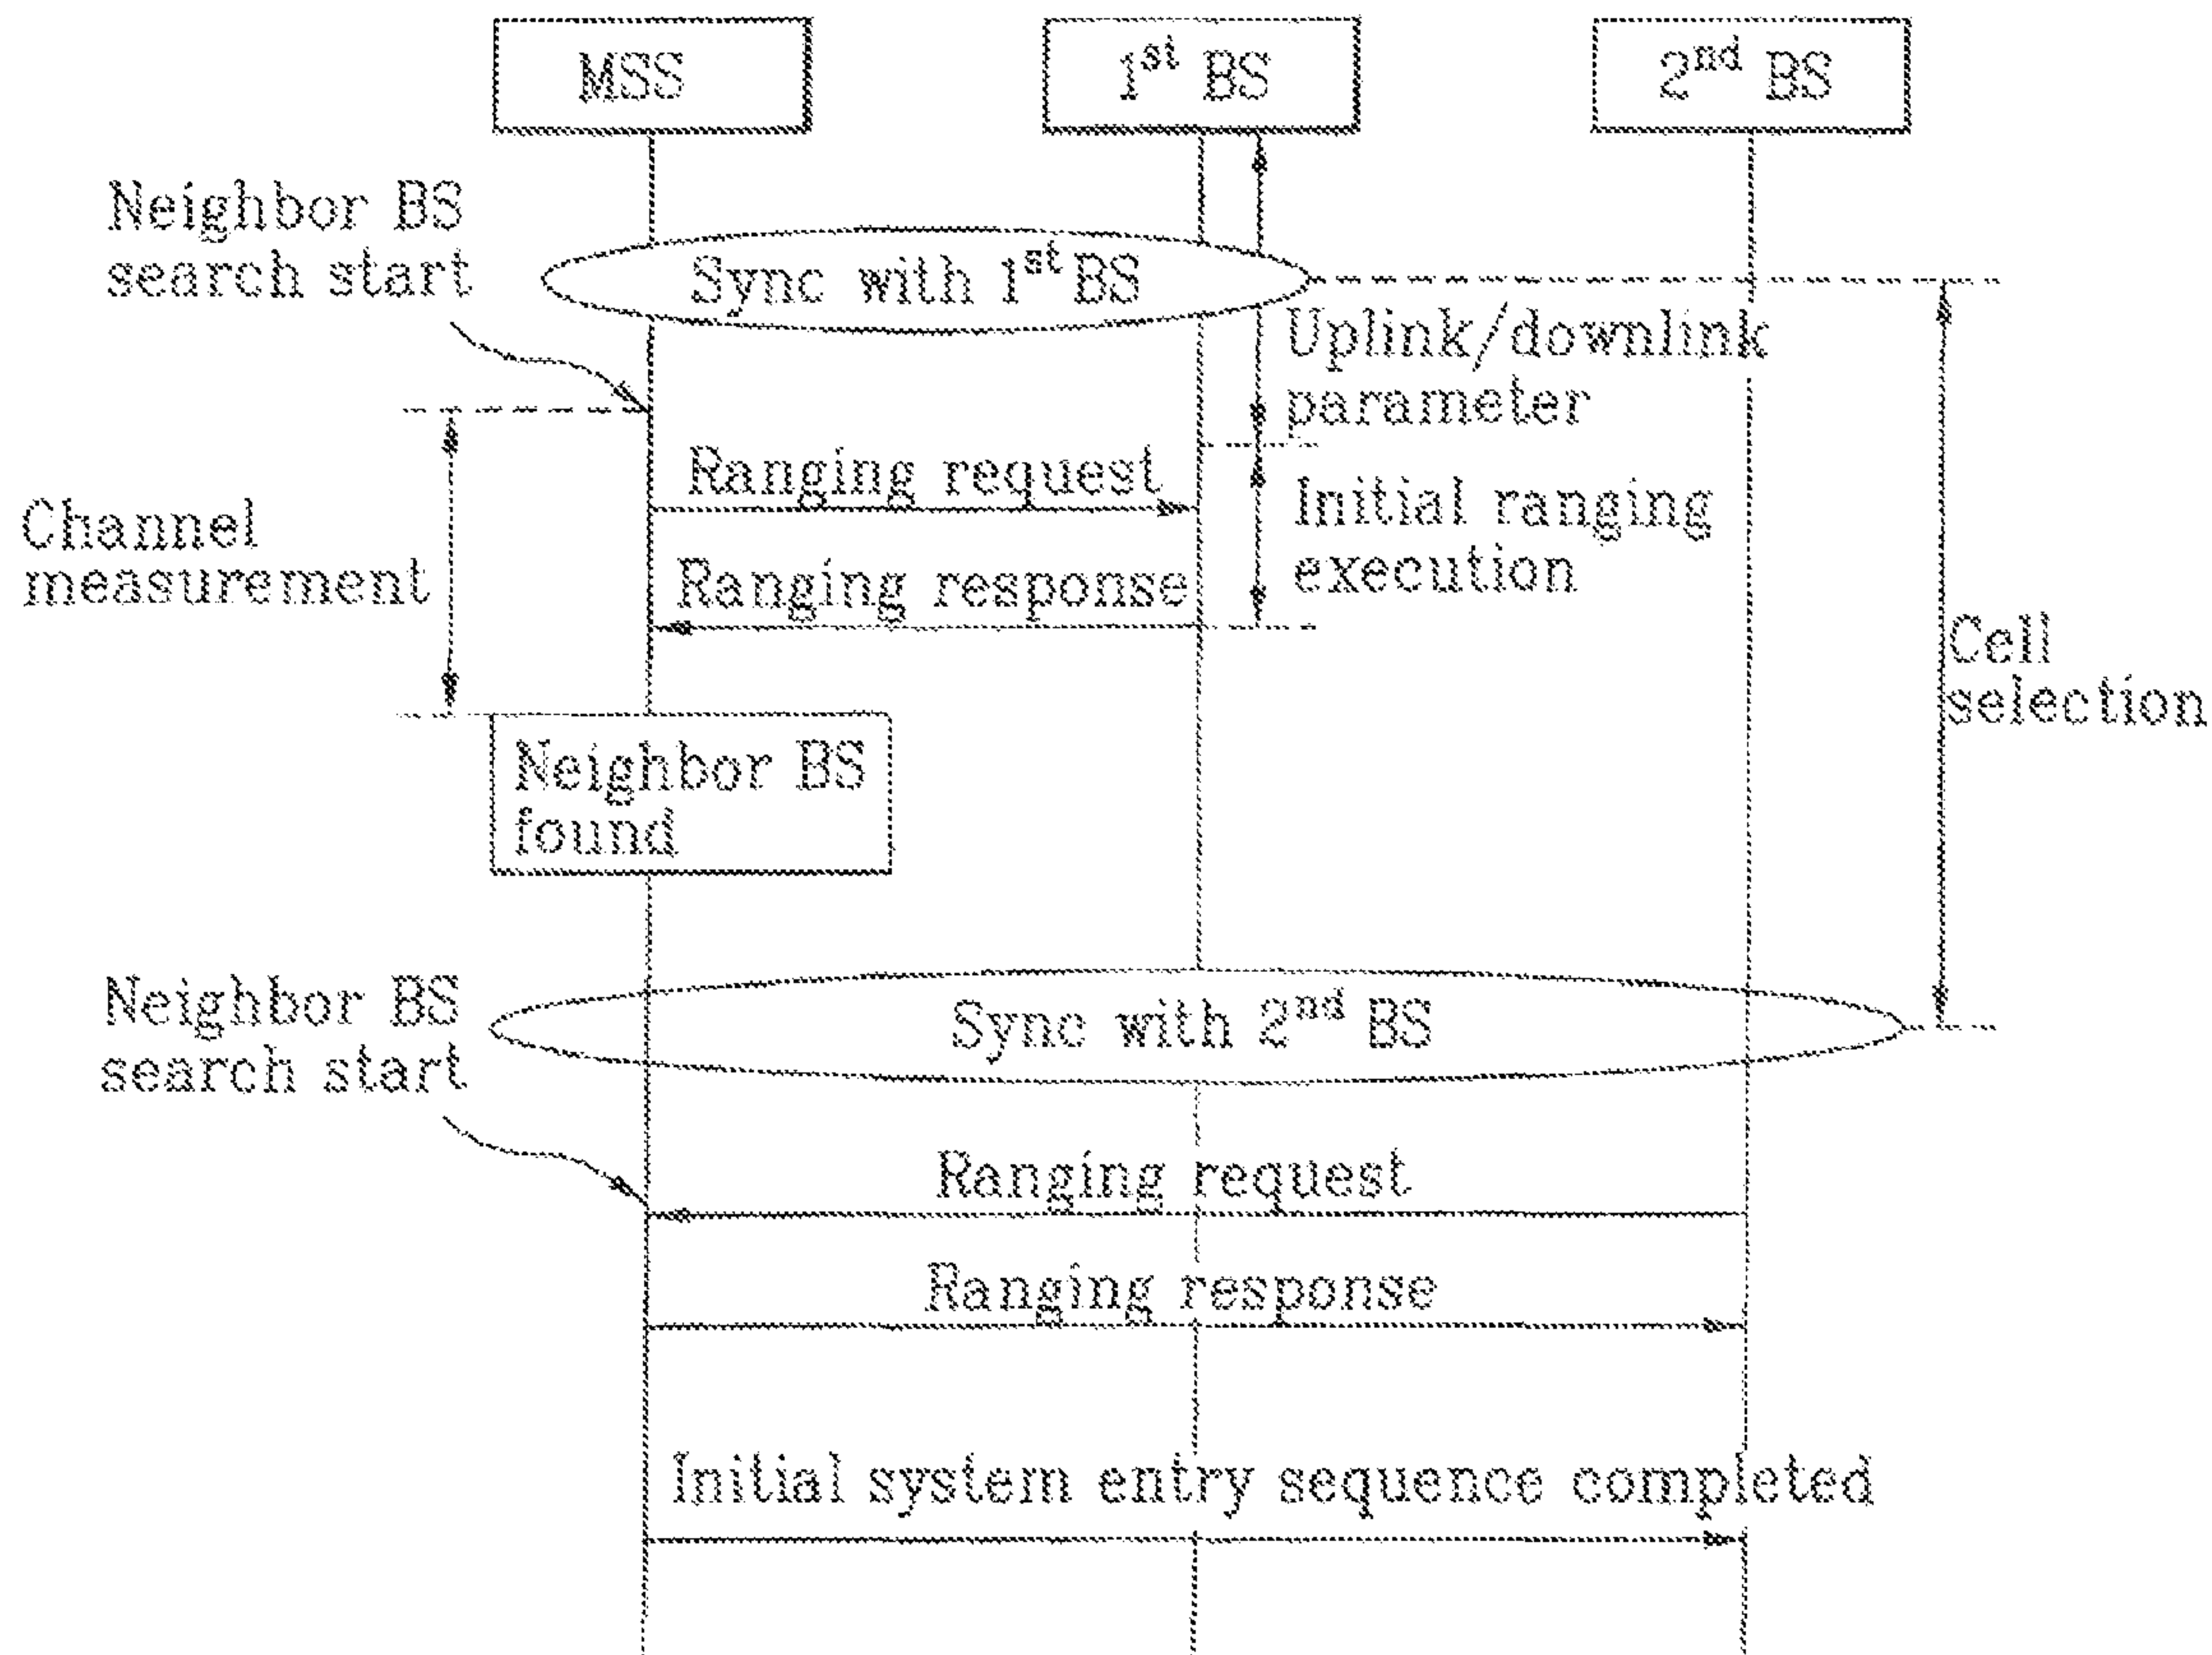 MSS
1st BS
2nd BS
Neighbor BS
search start
Sync with 1st BS
Uplink/downlink
parameter
Ranging request
Initial ranging
execution
Channel
measurement
Ranging response
Cell
selection
Neighbor BS
found
Neighbor BS
search start
Sync with 2nd BS
Ranging request
Ranging response
Initial system entry sequence completed